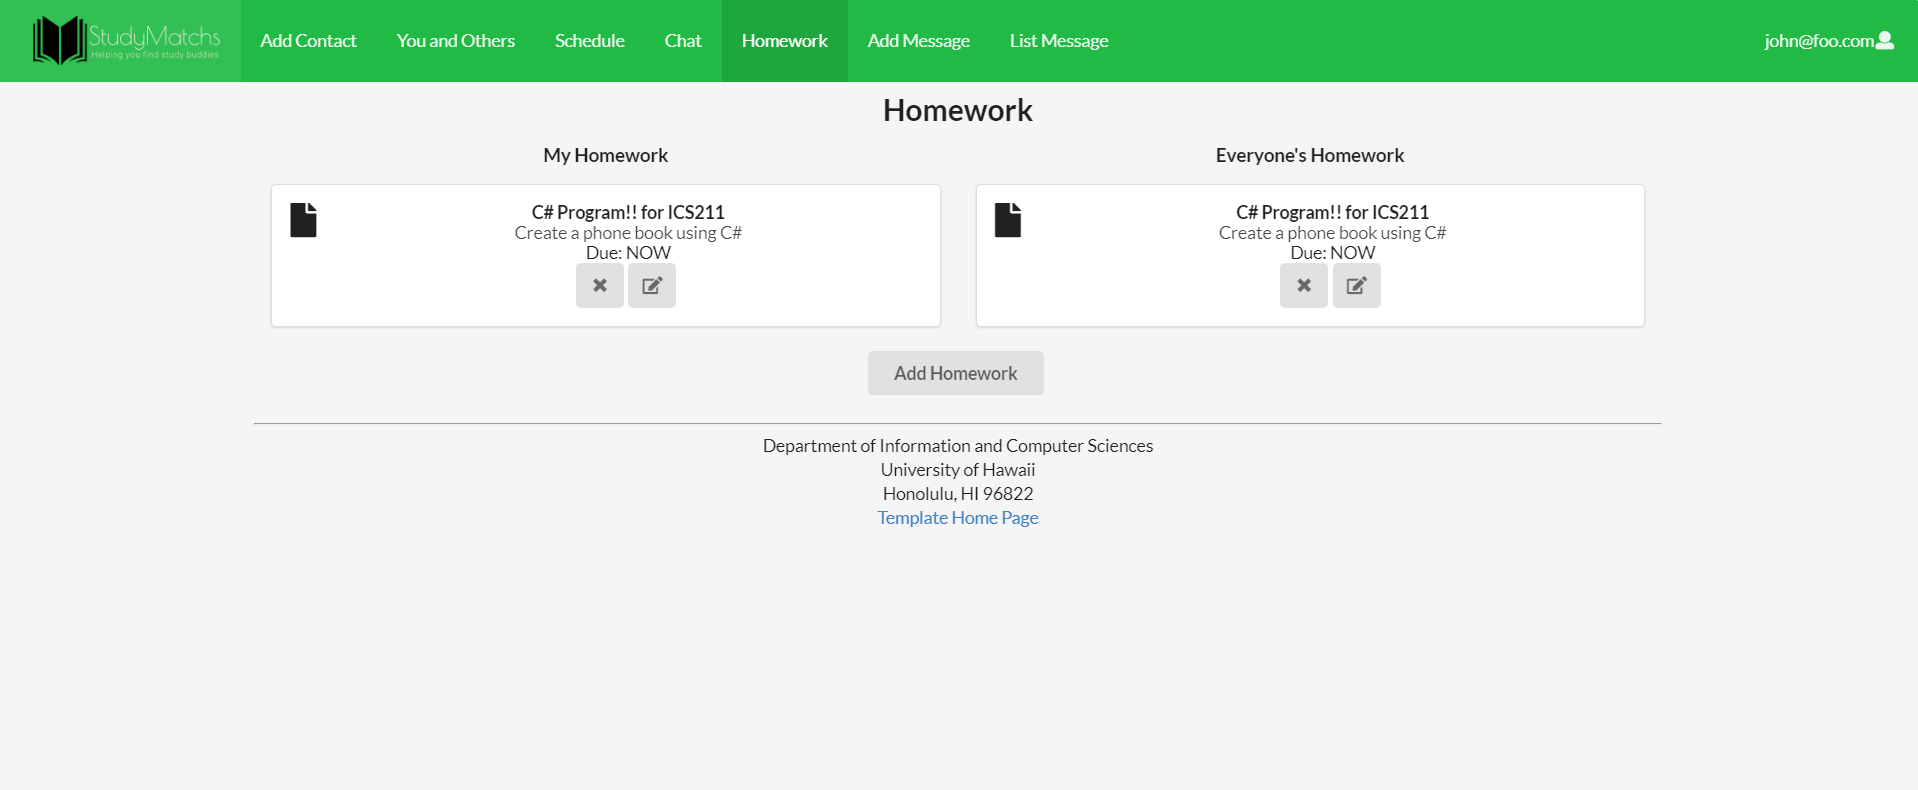 StudyMatchs
Helping you find study buddies
Add Contact
You and Others
Schedule
Chat
Homework
Add Message
List Message
john@foo.com
Homework
My Homework
C# Program!! for ICS211
Create a phone book using C#
Due: NOW
Everyone's Homework
C# Program!! for ICS211
Create a phone book using C#
Due: NOW
Add Homework
Department of Information and Computer Sciences
University of Hawaii
Honolulu, HI 96822
Template Home Page